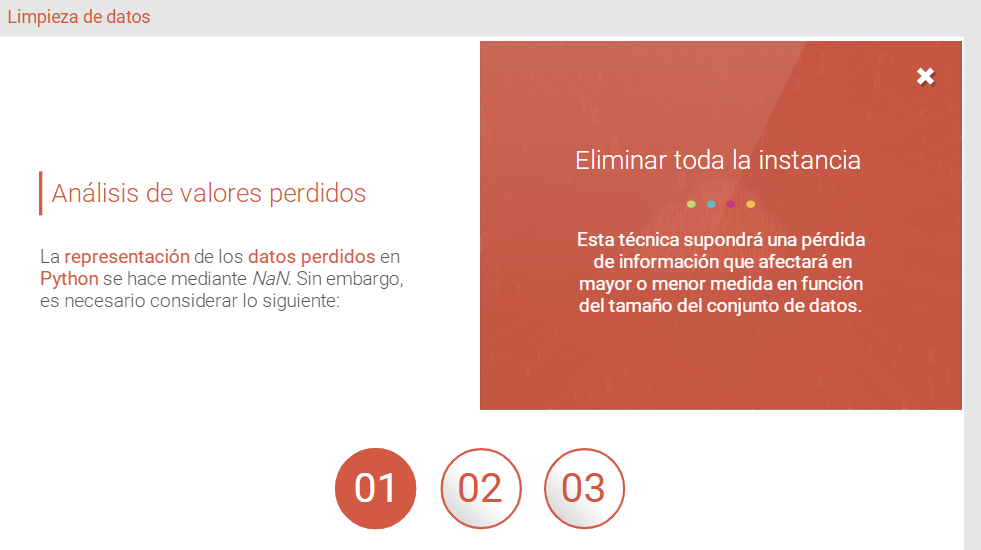 Limpieza de datos
Análisis de valores perdidos
La representación de los datos perdidos en
Python se hace mediante NaN. Sin embargo,
es necesario considerar lo siguiente:
Eliminar toda la instancia
Esta técnica supondrá una pérdida
de información que afectará en
mayor o menor medida en función
del tamaño del conjunto de datos.
01 02 03